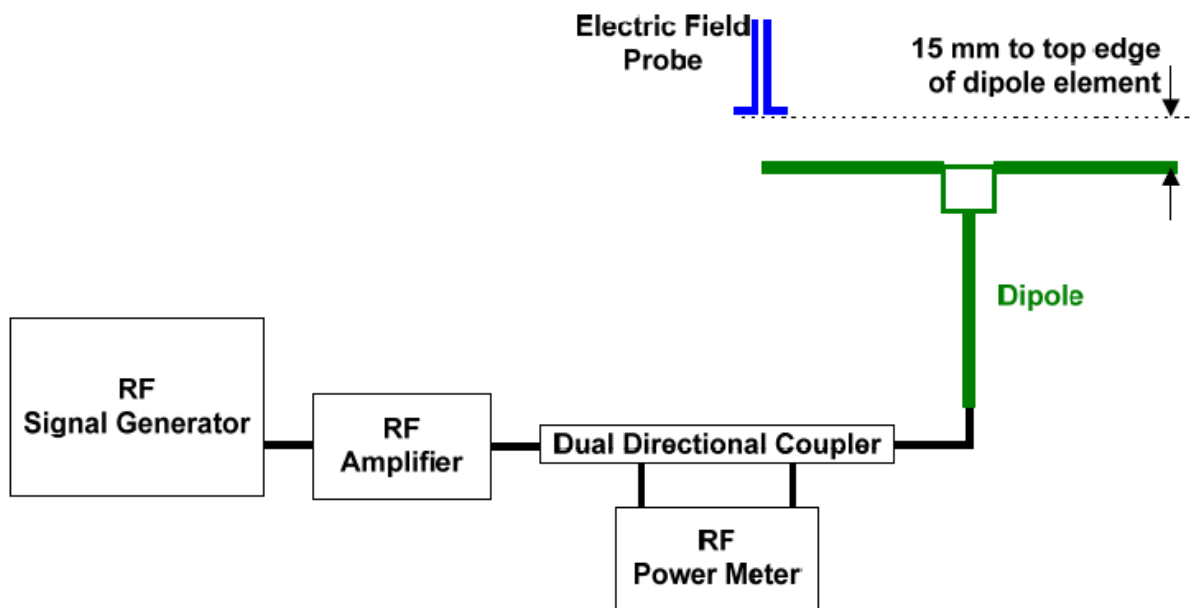 Electric Field
Probe
15 mm to top edge
of dipole element
Dipole
RF
Signal Generator
RF
Amplifier
Dual Directional Coupler
RF
Power Meter